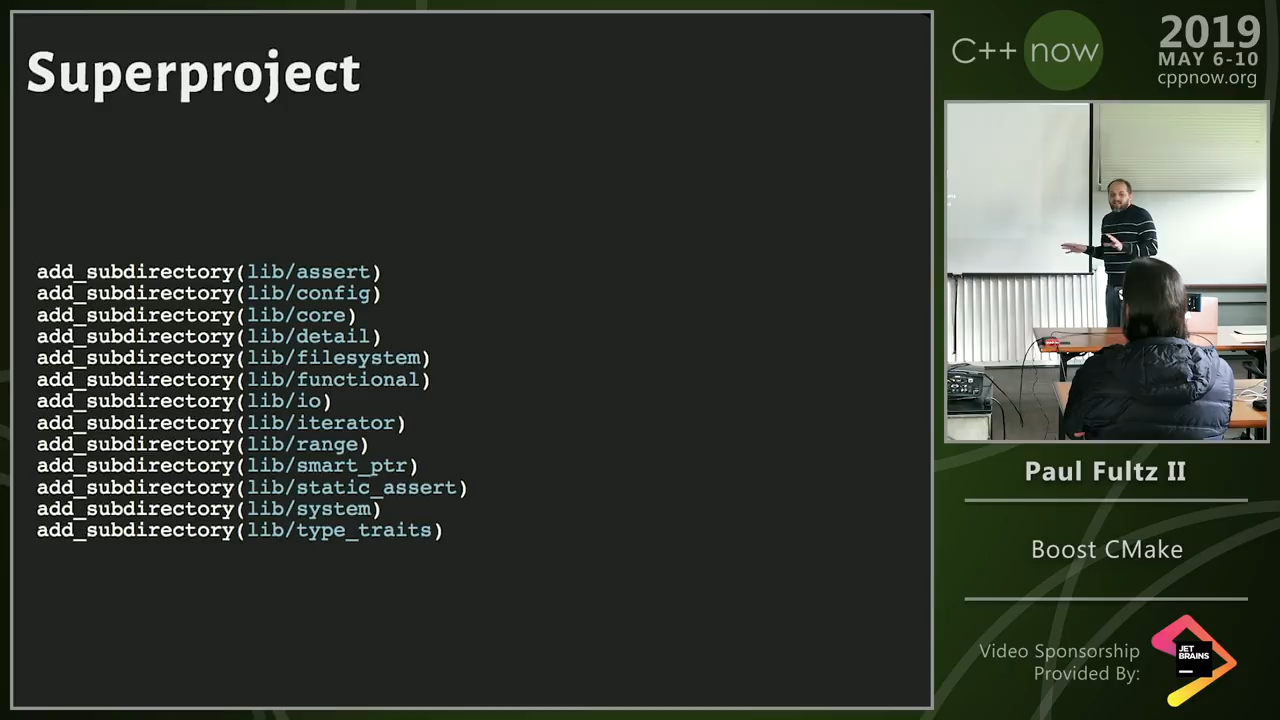 Superproject
add_subdirectory(lib/assert)
add_subdirectory(lib/config)
add_subdirectory(lib/core)
add_subdirectory(lib/detail)
add_subdirectory(lib/filesystem)
add_subdirectory(lib/functional)
add_subdirectory(lib/io)
add_subdirectory(lib/iterator)
add_subdirectory(lib/range)
add_subdirectory(lib/smart_ptr)
add_subdirectory(lib/static_assert)
add_subdirectory(lib/system)
add_subdirectory(lib/type_traits)
C++ now
2019
MAY 6-10
cppnow.org
Paul Fultz II
Boost CMake
Video Sponsorship
Provided By:
JET
BRAINS